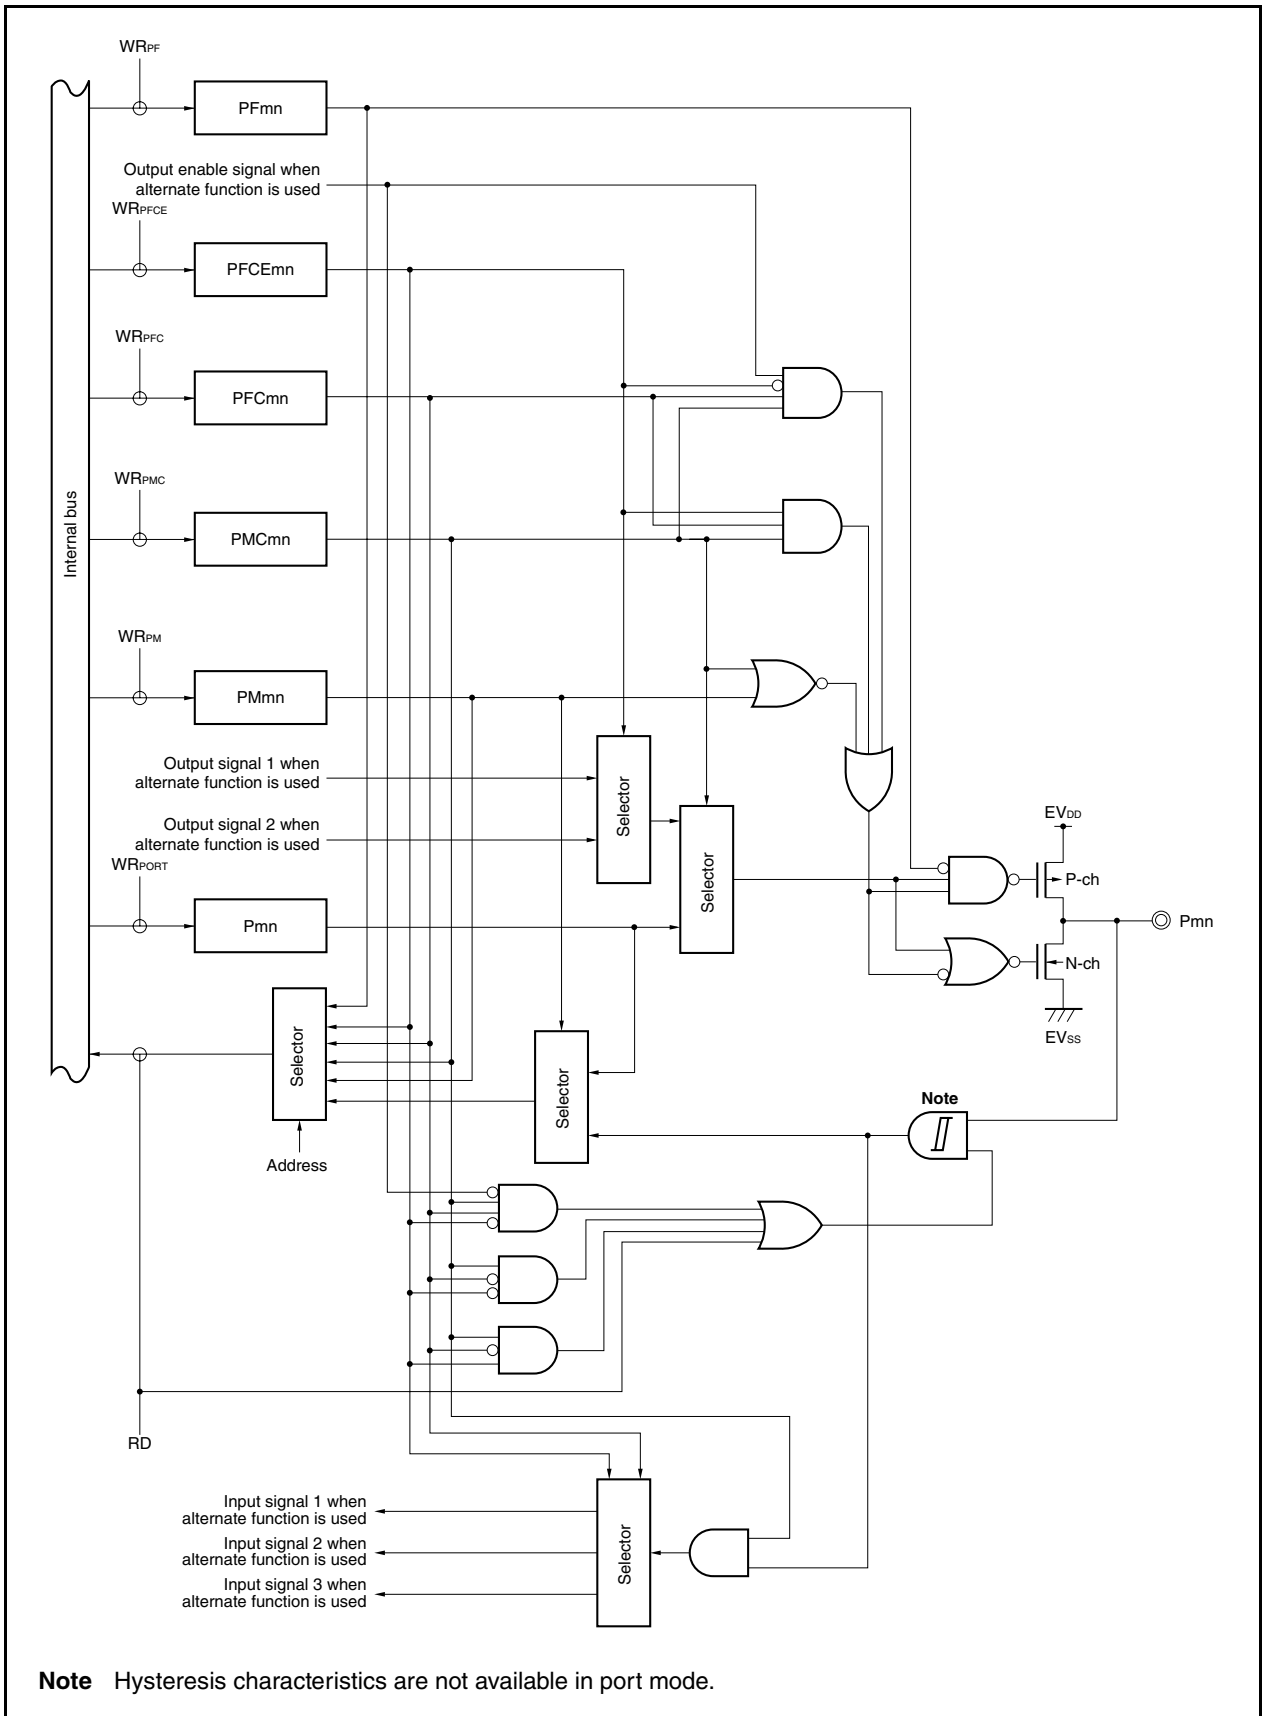 WRPF
PFmn
Output enable signal when
alternate function is used
WRPFCE
PFCEmn
WRPFC
PFCmn
WRPMC
Internal bus
PMCmn
WRPM
PMmn
Output signal 1 when
alternate function is used
Selector
Output signal 2 when
alternate function is used
Selector
EVDD
P-ch
WRPORT
Pmn
Pmn
N-ch
EVSS
Selector
Selector
Note
Address
RD
Input signal 1 when
alternate function is used
Input signal 2 when
alternate function is used
Selector
Input signal 3 when
alternate function is used
Note Hysteresis characteristics are not available in port mode.